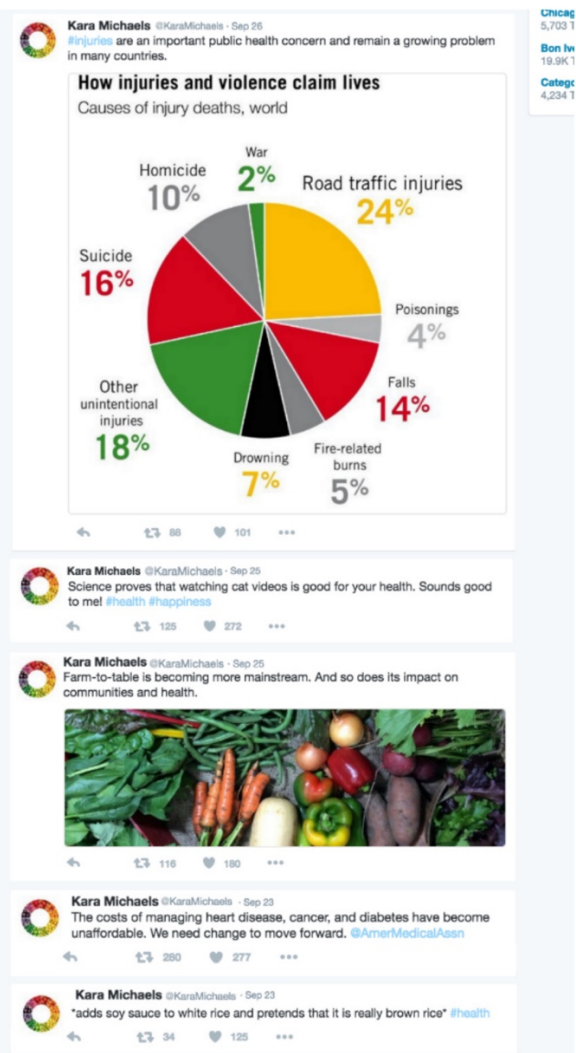 Kara Michaels @KaraMichaels · Sep 26
#injuries are an important public health concern and remain a growing problem
in many countries.
How injuries and violence claim lives
Causes of injury deaths, world
War
2%
Homicide
10%
Road traffic injuries
24%
Suicide
16%
Poisonings
4%
Falls
14%
Other
unintentional
injuries
18%
Drowning
7%
Fire-related
burns
5%
88 101
Kara Michaels @KaraMichaels · Sep 25
Science proves that watching cat videos is good for your health. Sounds good
to me! #health #happiness
125 272
Kara Michaels @KaraMichaels · Sep 25
Farm-to-table is becoming more mainstream. And so does its impact on
communities and health.
116 180
Kara Michaels @KaraMichaels · Sep 23
The costs of managing heart disease, cancer, and diabetes have become
unaffordable. We need change to move forward. @AmerMedicalAssn
280 277
Kara Michaels @KaraMichaels · Sep 23
*adds soy sauce to white rice and pretends that it is really brown rice* #health
34 125
Chicag
5,703 T
Bon Ive
19.9K T
Catego
4,234 T